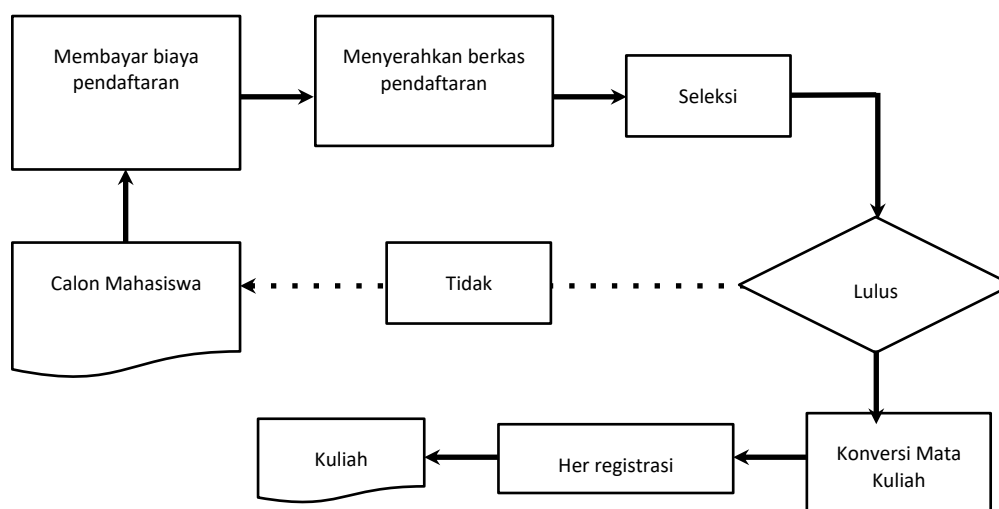 Membayar biaya
pendaftaran
Menyerahkan berkas
pendaftaran
Seleksi
Calon Mahasiswa
Tidak
Lulus
Kuliah
Her registrasi
Konversi Mata
Kuliah